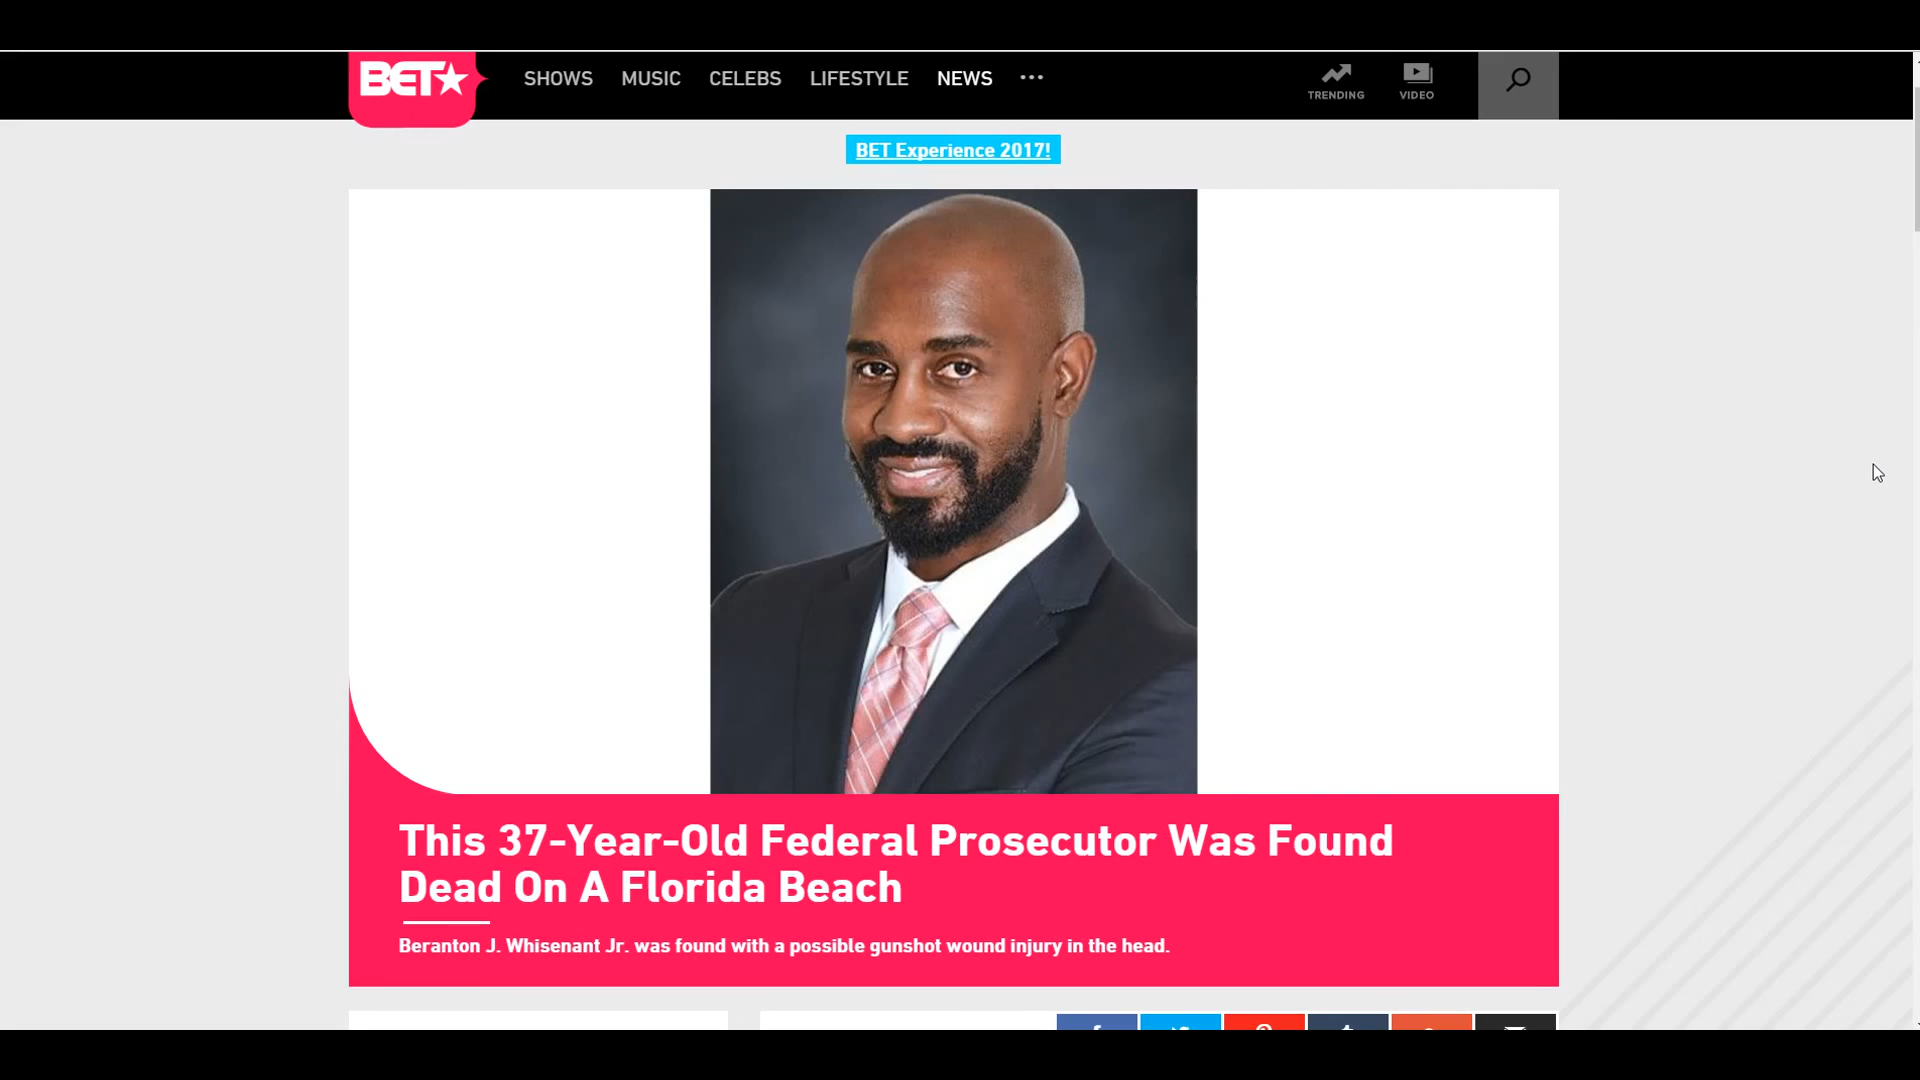 BET
SHOWS MUSIC CELEBS LIFESTYLE NEWS •••
TRENDING VIDEO
BET Experience 2017!
This 37-Year-Old Federal Prosecutor Was Found
Dead On A Florida Beach
Beranton J. Whisenant Jr. was found with a possible gunshot wound injury in the head.